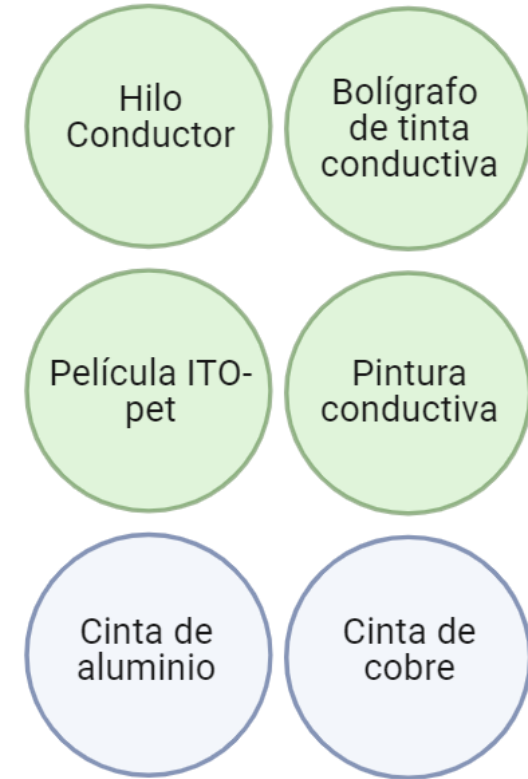 Hilo
Conductor
Bolígrafo
de tinta
conductiva
Película ITO-
pet
Pintura
conductiva
Cinta de
aluminio
Cinta de
cobre